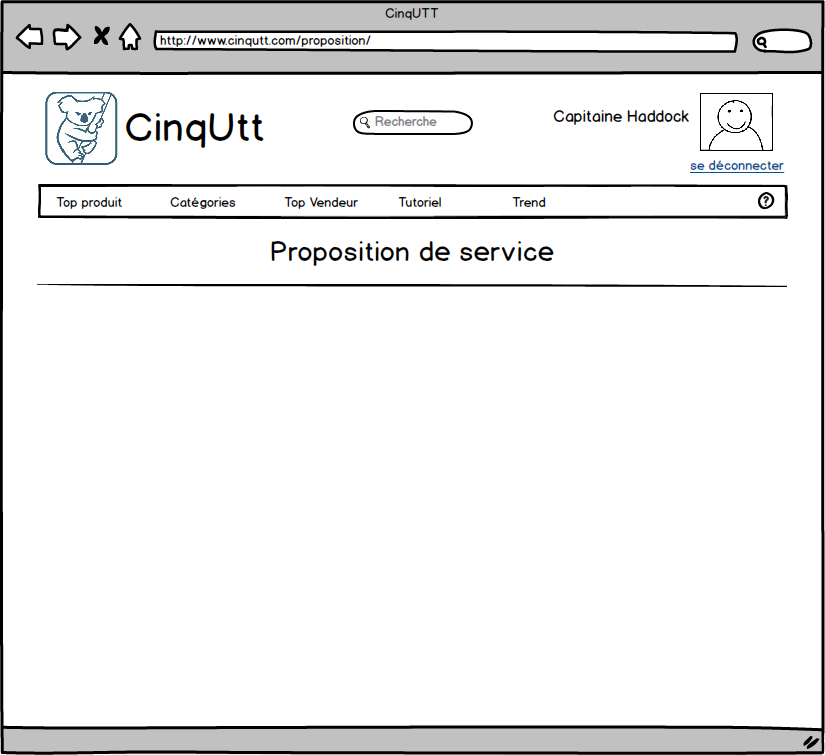 CinqUTT
http://www.cinqutt.com/proposition/
CinqUtt
Recherche
Capitaine Haddock
se déconnecter
Top produit Catégories Top Vendeur Tutoriel Trend ?
Proposition de service